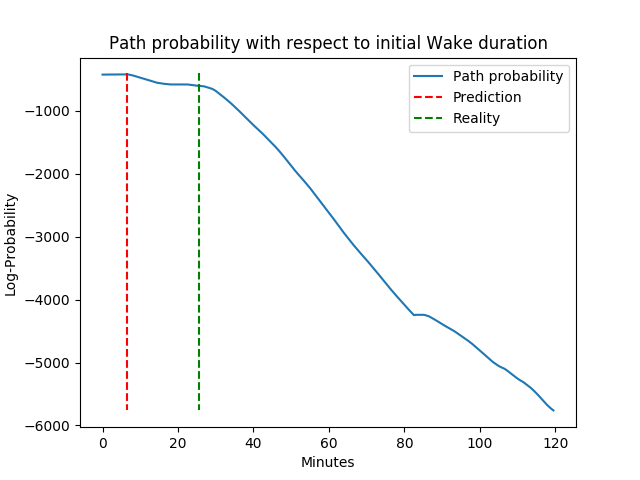 Path probability with respect to initial Wake duration
Path probability
Prediction
Reality
Log-Probability
−1000
−2000
−3000
−4000
−5000
−6000
0 20 40 60 80 100 120
Minutes